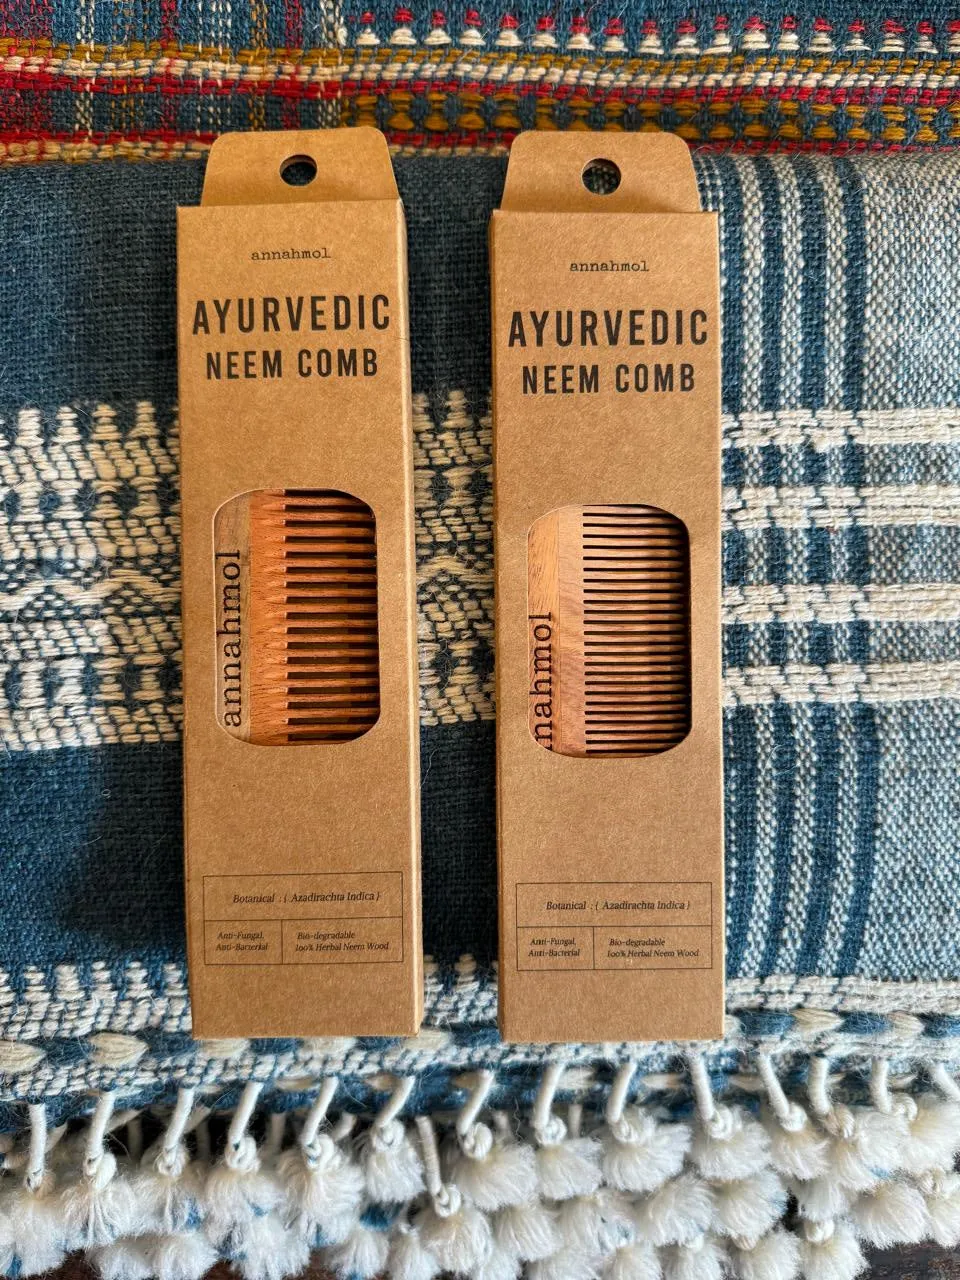 annahmol
AYURVEDIC
NEEM COMB
annahmol
Botanical : { Azadirachta Indica }
Anti-Fungal,
Anti-Bacterial
Bio-degradable
100% Herbal Neem Wood
annahmol
AYURVEDIC
NEEM COMB
nahmol
Botanical : { Azadirachta Indica }
Anti-Fungal,
Anti-Bacterial
Bio-degradable
100% Herbal Neem Wood